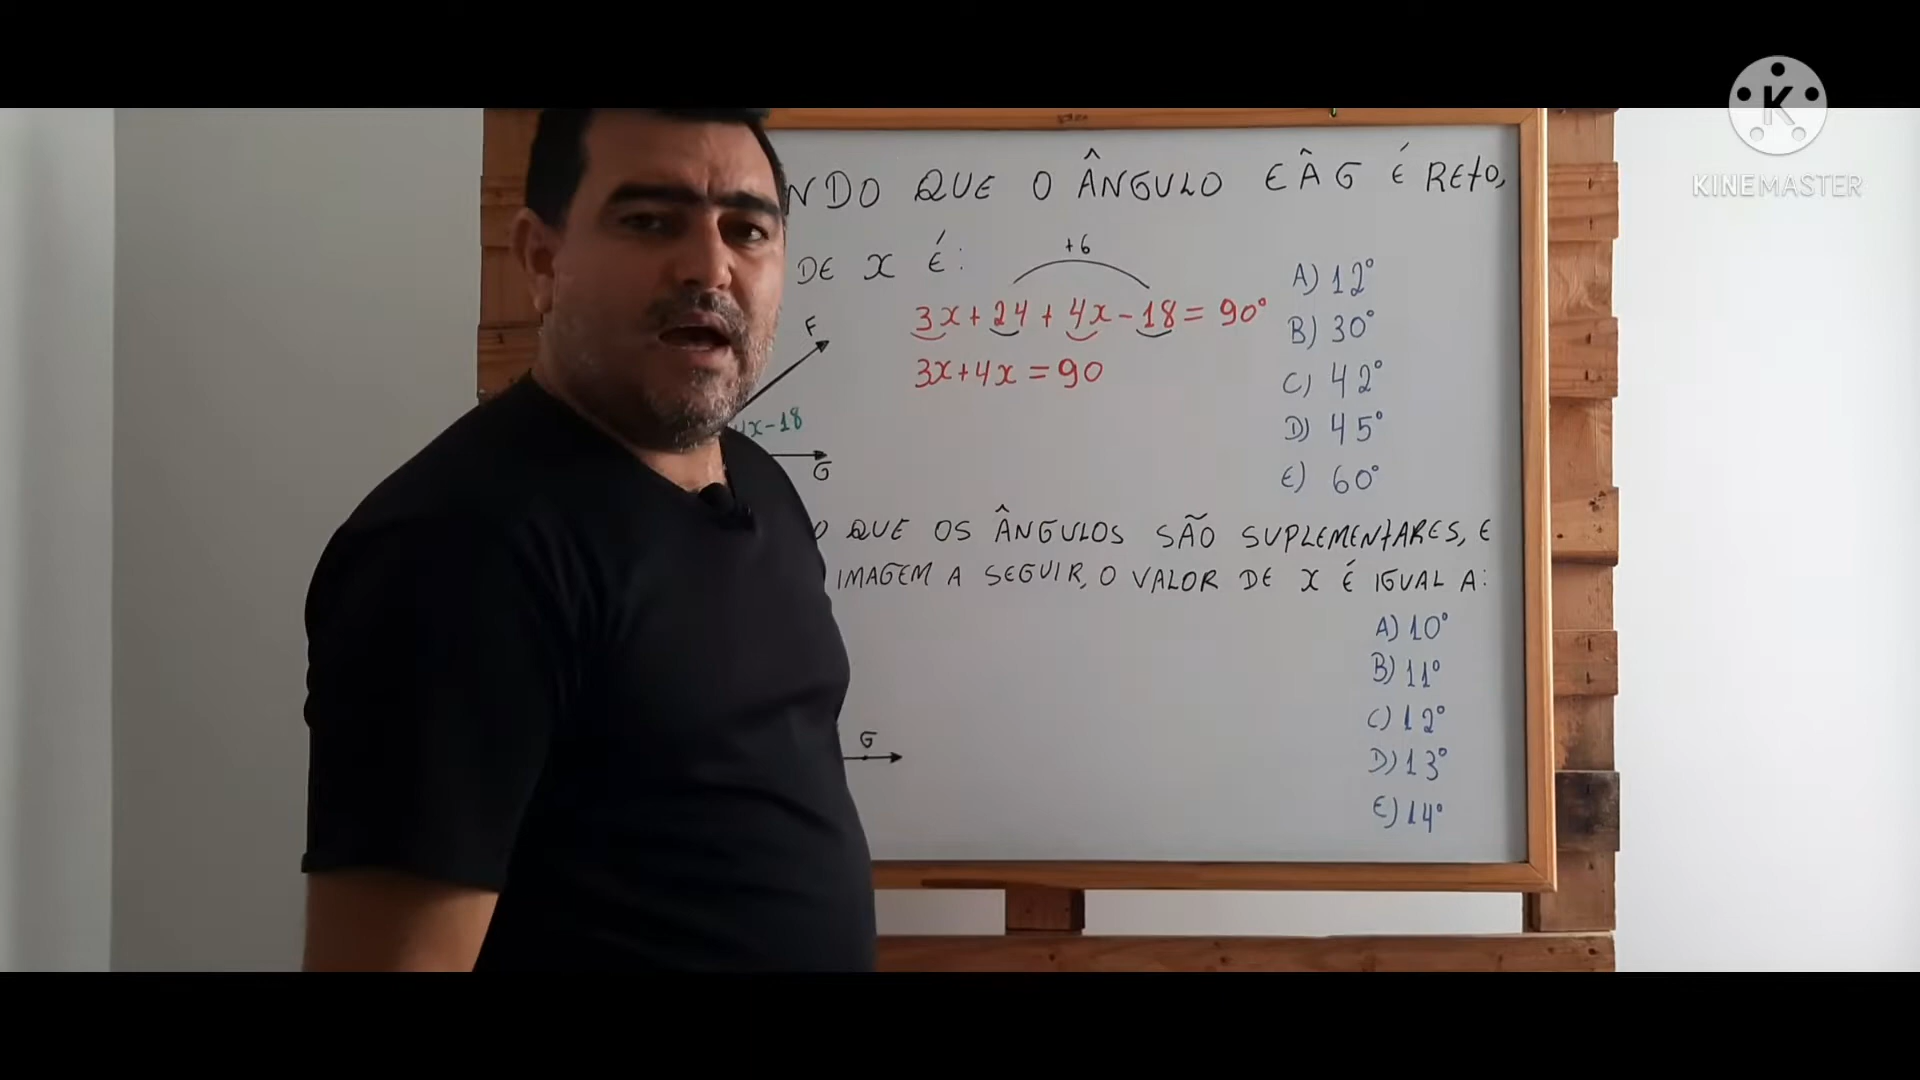 NDO QUE O ÂNGULO EÂG É RETO,
DE X É:
+6
3x+24+4x-18=90°
3x+4x=90
F
4x-18
G
A) 12°
B) 30°
C) 42°
D) 45°
E) 60°
O QUE OS ÂNGULOS SÃO SUPLEMENTARES, E
IMAGEM A SEGUIR, O VALOR DE X É IGUAL A:
G
A) 10°
B) 11°
C) 12°
D) 13°
E) 14°
K
KINEMASTER